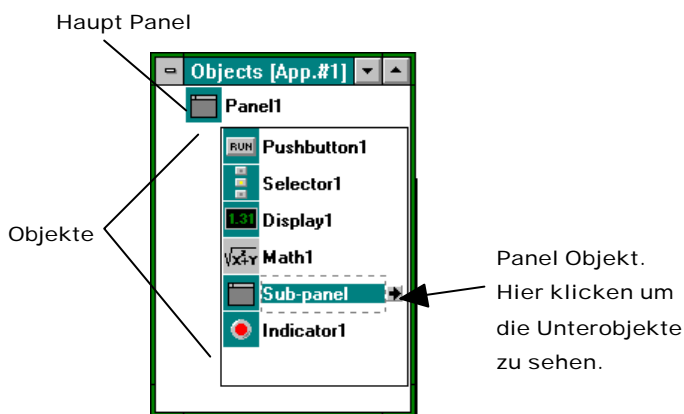 Haupt Panel
Objects [App.#1]
Panel1
RUN Pushbutton1
Selector1
1.31 Display1
√x²+Y Math1
Sub-panel
Indicator1
Objekte
Panel Objekt.
Hier klicken um
die Unterobjekte
zu sehen.